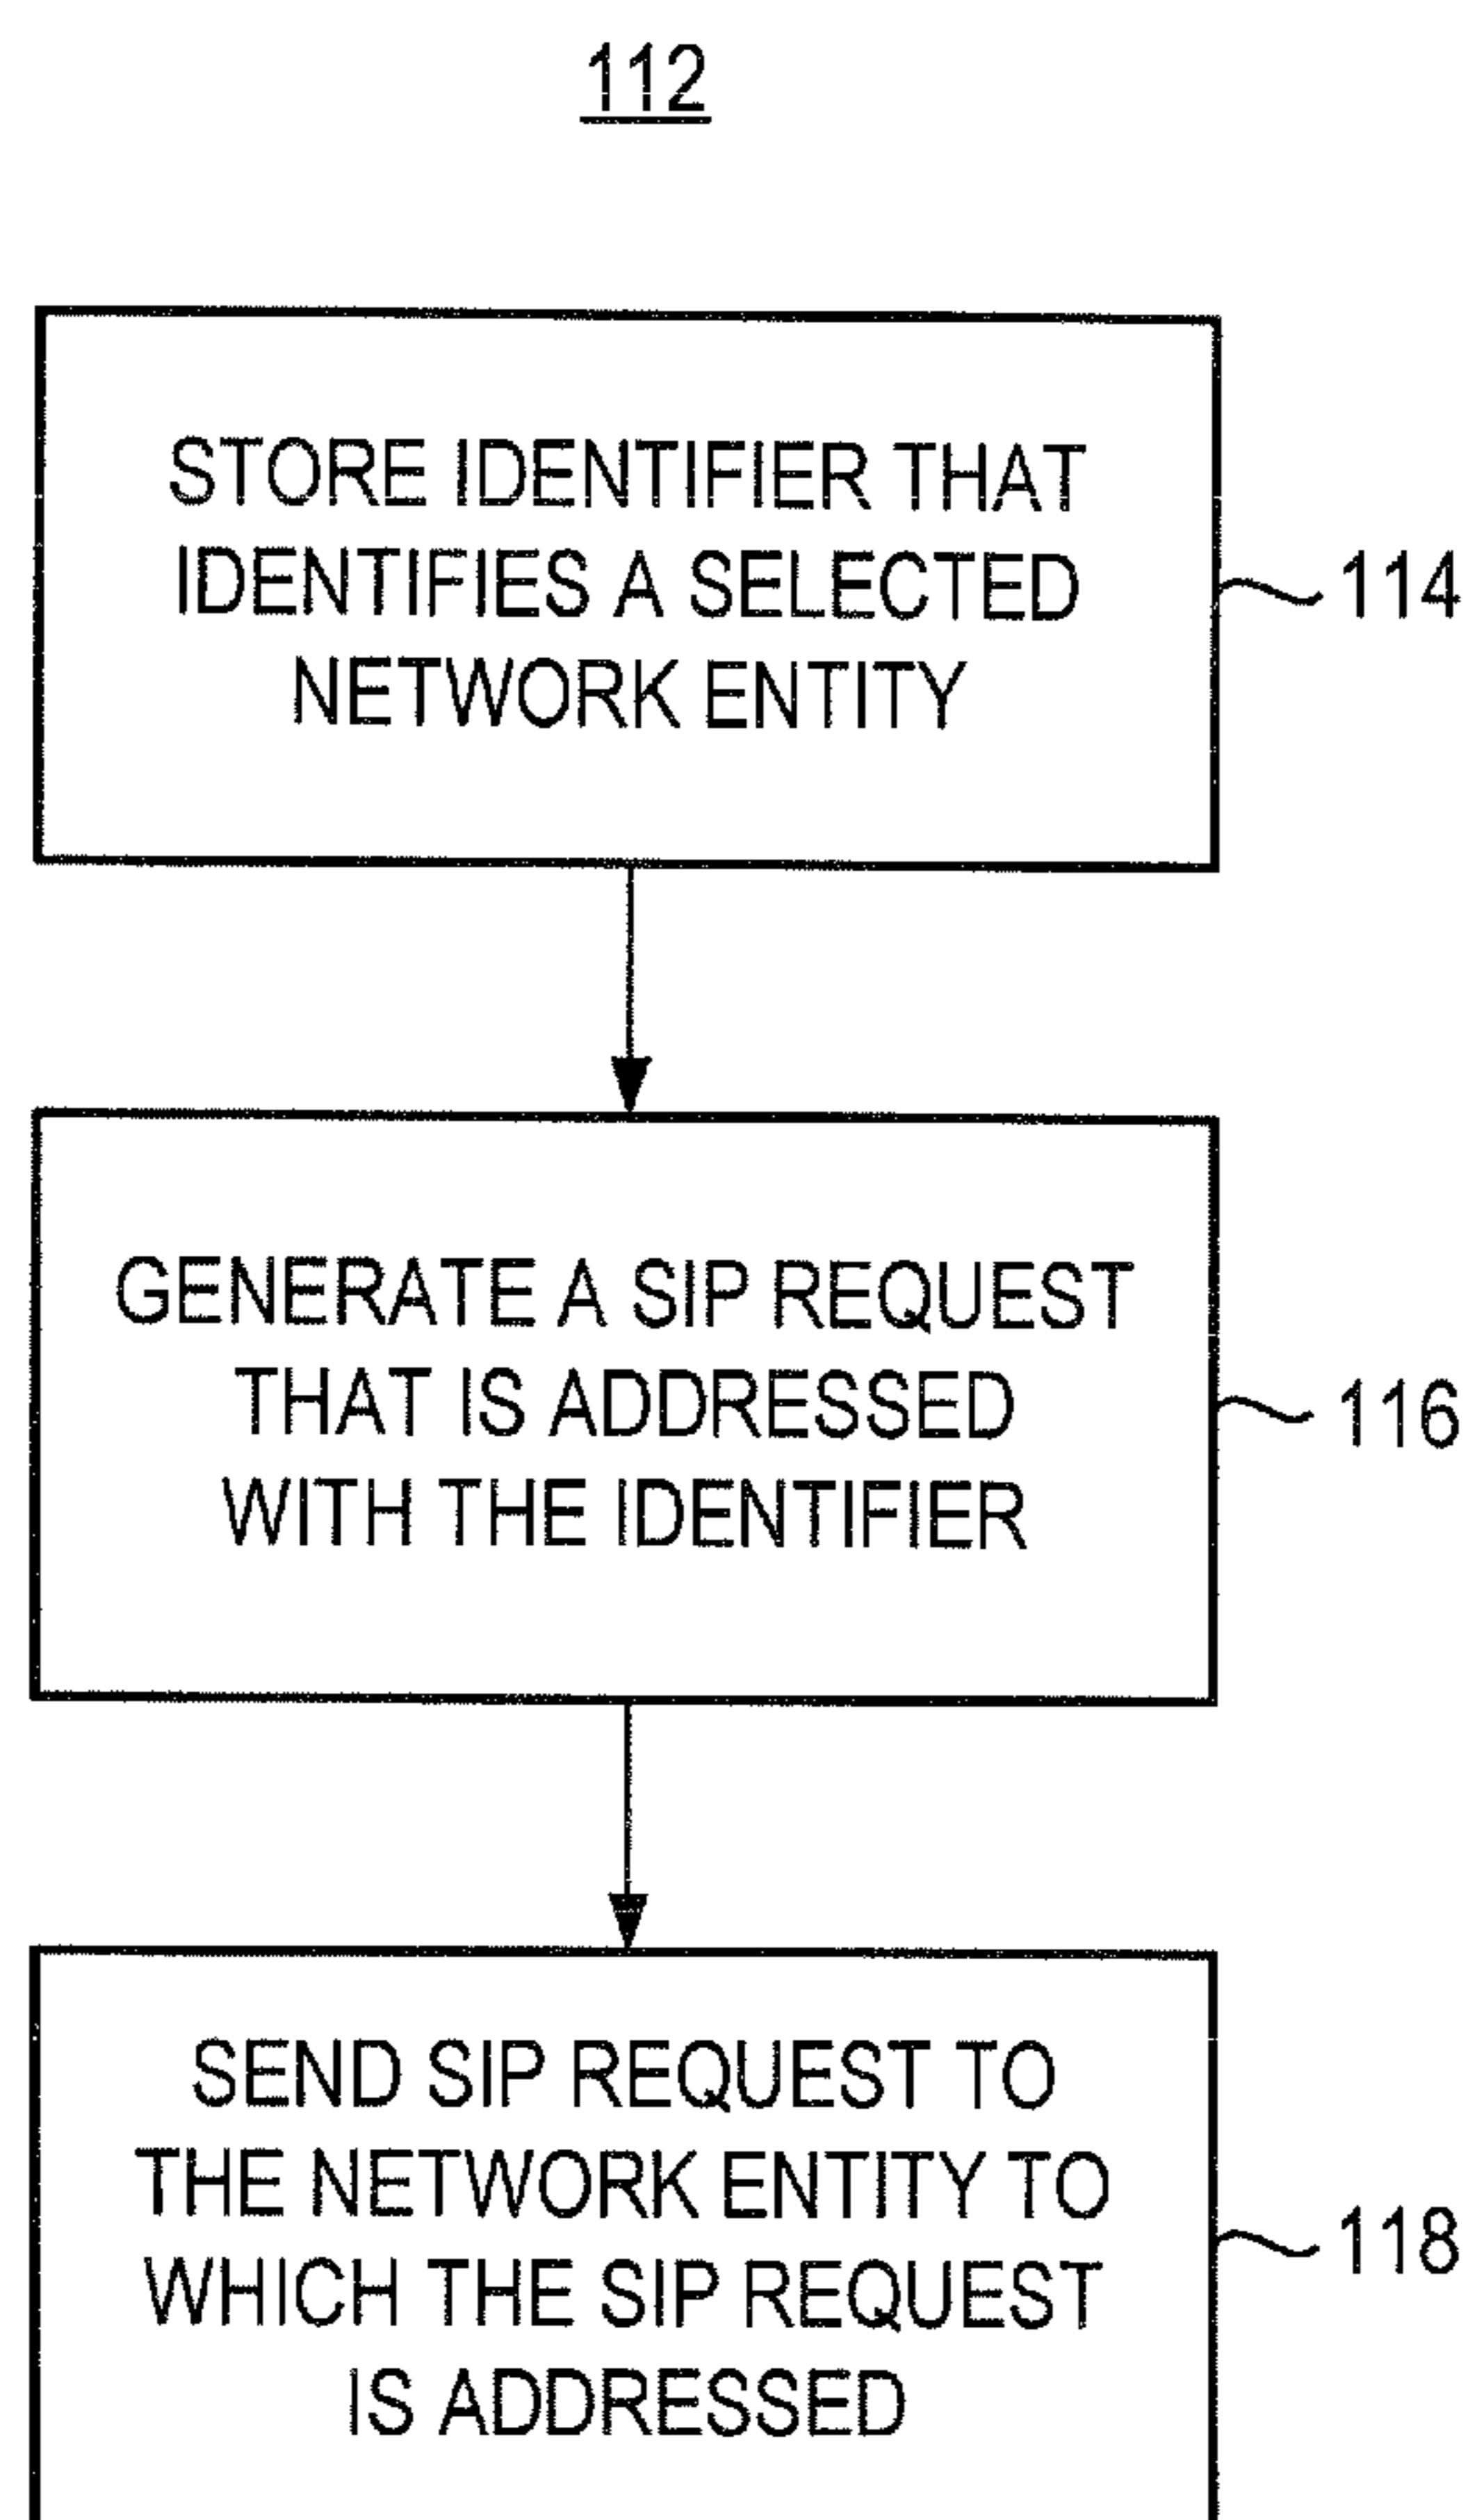 112
STORE IDENTIFIER THAT
IDENTIFIES A SELECTED
NETWORK ENTITY
114
GENERATE A SIP REQUEST
THAT IS ADDRESSED
WITH THE IDENTIFIER
116
SEND SIP REQUEST TO
THE NETWORK ENTITY TO
WHICH THE SIP REQUEST
IS ADDRESSED
118